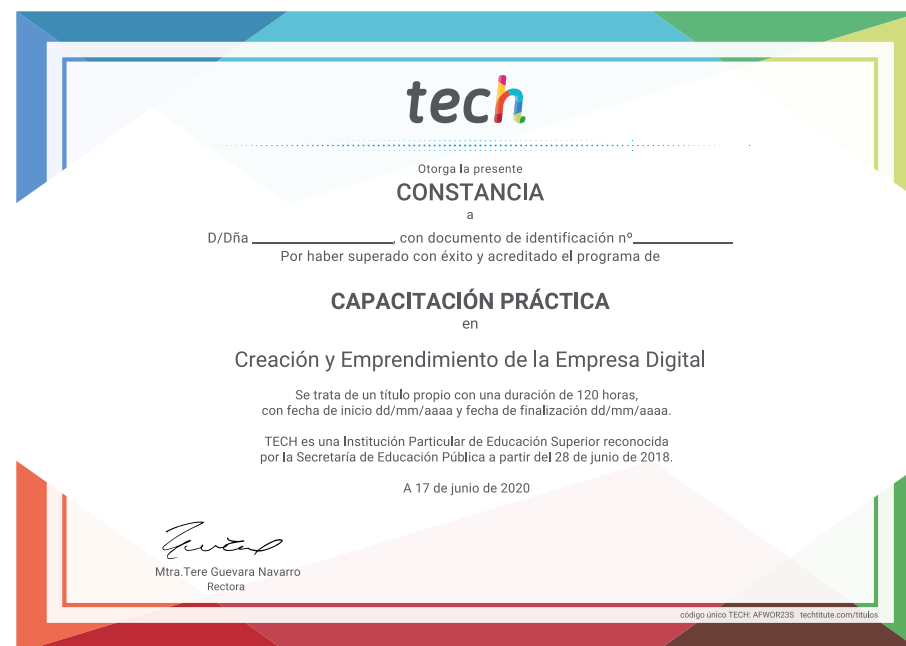 tech
Otorga la presente
CONSTANCIA
a
D/Dña ____________________, con documento de identificación nº______________
Por haber superado con éxito y acreditado el programa de
CAPACITACIÓN PRÁCTICA
en
Creación y Emprendimiento de la Empresa Digital
Se trata de un título propio con una duración de 120 horas,
con fecha de inicio dd/mm/aaaa y fecha de finalización dd/mm/aaaa.
TECH es una Institución Particular de Educación Superior reconocida
por la Secretaría de Educación Pública a partir del 28 de junio de 2018.
A 17 de junio de 2020
Mtra.Tere Guevara Navarro
Rectora
código único TECH: AFWOR23S techtitute.com/titulos